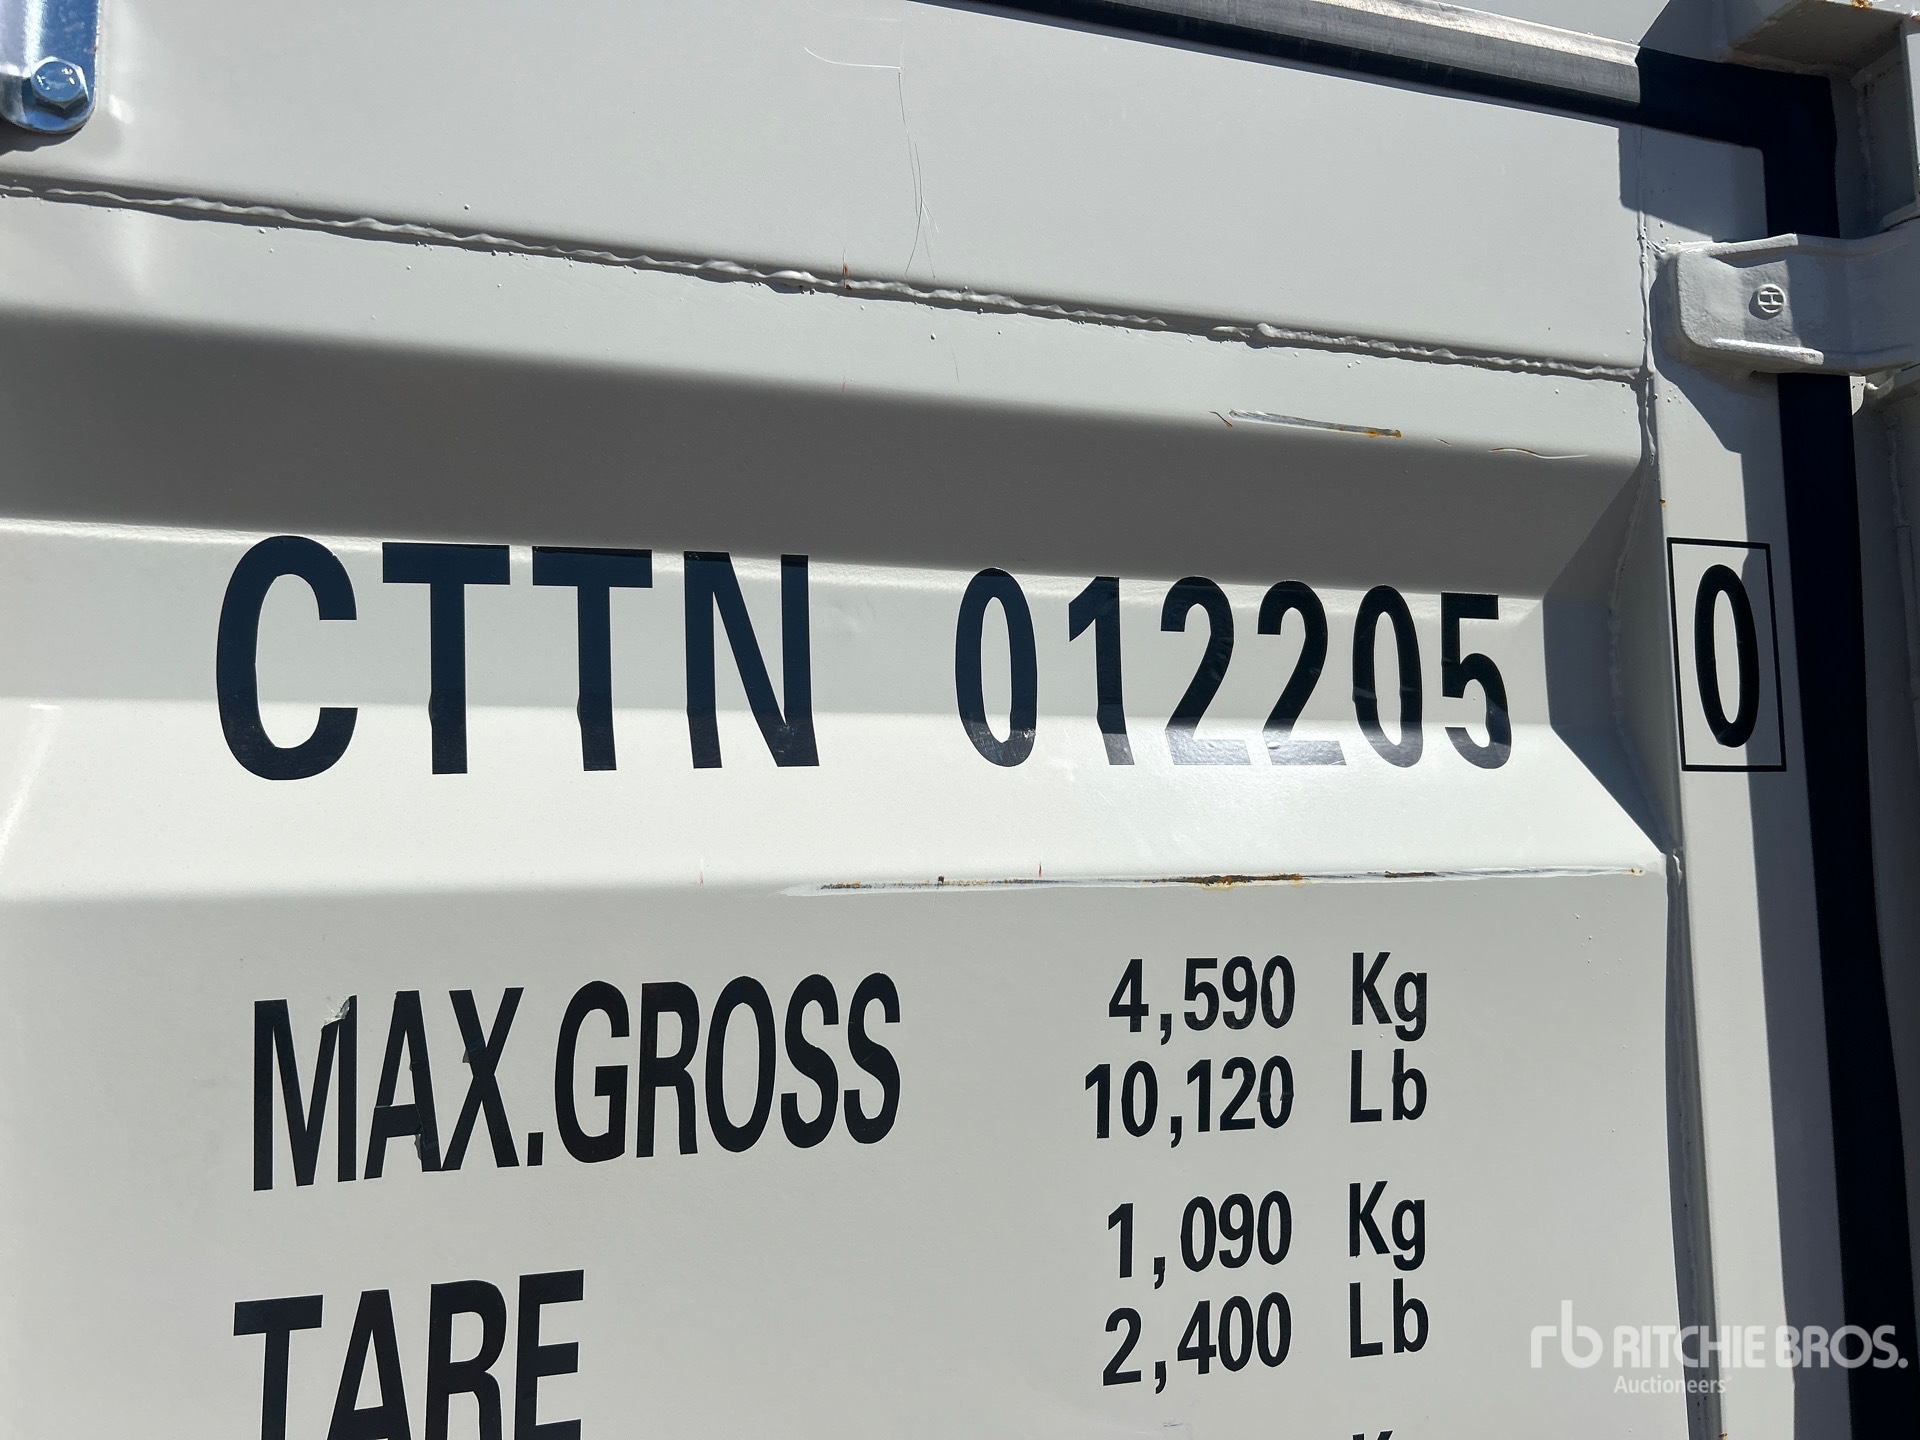 CTTN 012205 0
MAX.GROSS 4,590 Kg
10,120 Lb
TARE 1,090 Kg
2,400 Lb
rb RITCHIE BROS.
Auctioneers